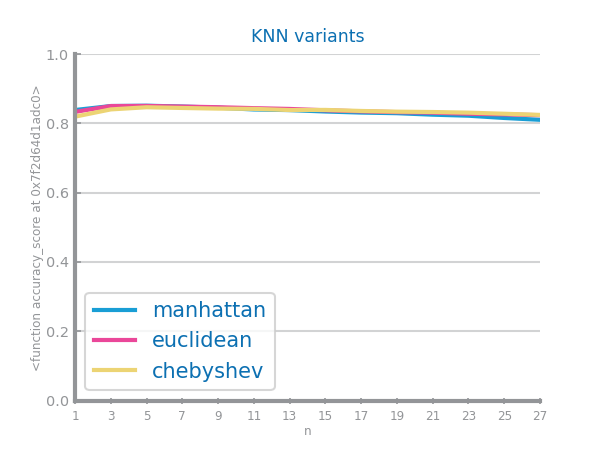 KNN variants
<function accuracy_score at 0x7f2d64d1adc0>
1.0
0.8
0.6
0.4
0.2
0.0
manhattan
euclidean
chebyshev
1 3 5 7 9 11 13 15 17 19 21 23 25 27
n